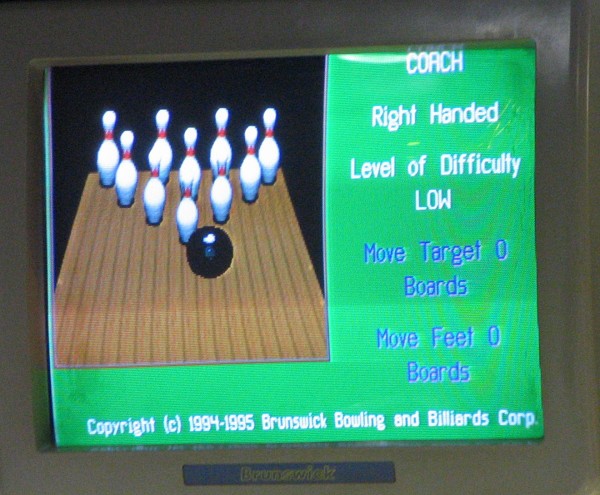 COACH
Right Handed
Level of Difficulty
LOW
Move Target 0
Boards
Move Feet 0
Boards
Copyright (c) 1994-1995 Brunswick Bowling and Billiards Corp.
Brunswick